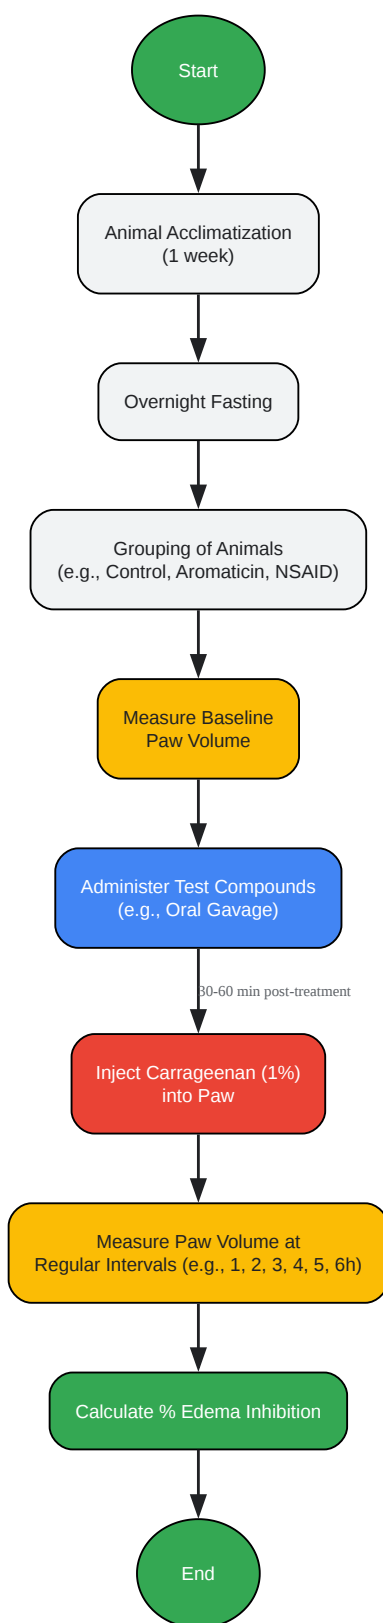 Start
Animal Acclimatization
(1 week)
Overnight Fasting
Grouping of Animals
(e.g., Control, Aromaticin, NSAID)
Measure Baseline
Paw Volume
Administer Test Compounds
(e.g., Oral Gavage)
30-60 min post-treatment
Inject Carrageenan (1%)
into Paw
Measure Paw Volume at
Regular Intervals (e.g., 1, 2, 3, 4, 5, 6h)
Calculate % Edema Inhibition
End